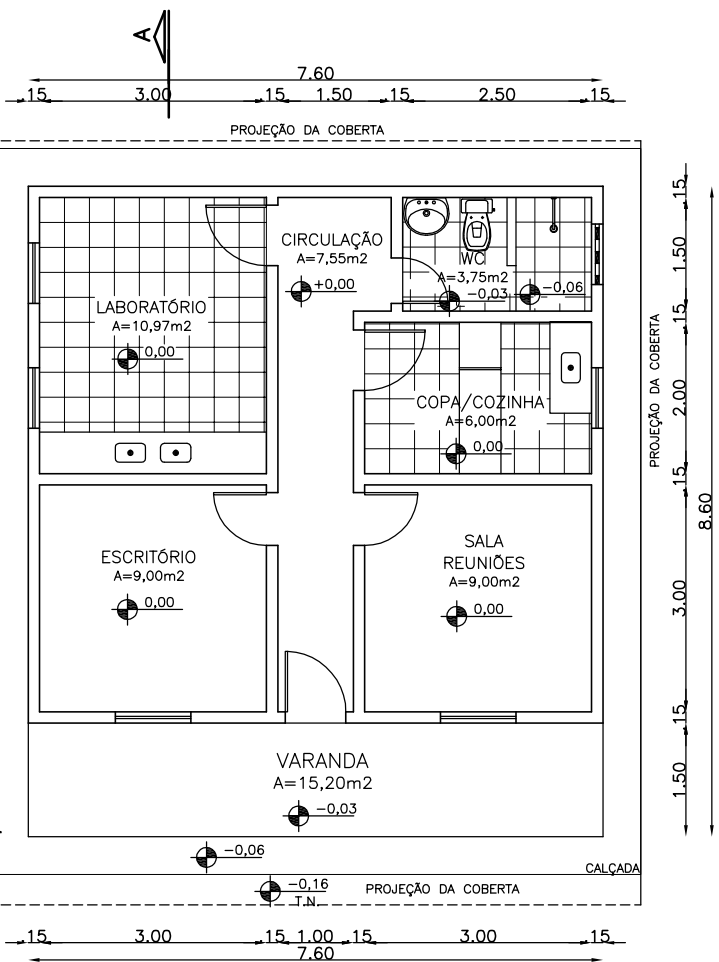 A
7.60
.15 3.00 .15 1.50 .15 2.50 .15
PROJEÇÃO DA COBERTA
CIRCULAÇÃO
A=7,55m2
+0,00
WC
A=3,75m2
-0,03
-0,06
LABORATÓRIO
A=10,97m2
0,00
COPA/COZINHA
A=6,00m2
0,00
ESCRITÓRIO
A=9,00m2
0,00
SALA
REUNIÕES
A=9,00m2
0,00
VARANDA
A=15,20m2
-0,03
-0,06
CALÇADA
-0,16
T.N.
PROJEÇÃO DA COBERTA
PROJEÇÃO DA COBERTA
.15
1.50
.15
2.00
.15
3.00
.15
1.50
8.60
.15 3.00 .15 1.00 .15 3.00 .15
7.60